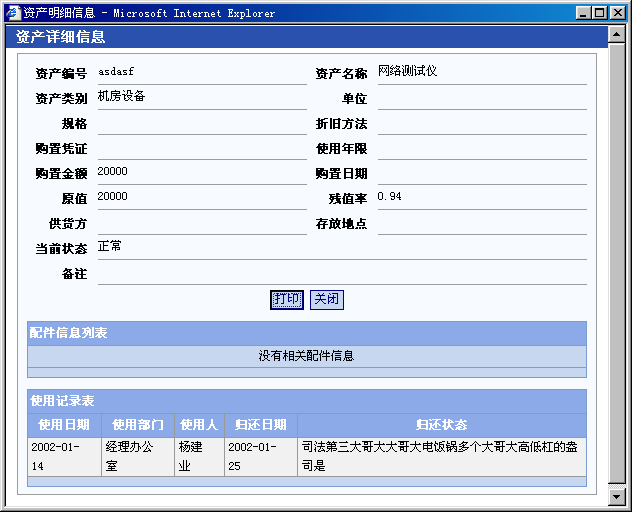 资产明细信息 - Microsoft Internet Explorer
资产详细信息
资产编号 asdasf 资产名称 网络测试仪
资产类别 机房设备 单位
规格 折旧方法
购置凭证 使用年限
购置金额 20000 购置日期
原值 20000 残值率 0.94
供货方 存放地点
当前状态 正常
备注
打印 关闭
配件信息列表
没有相关配件信息
使用记录表
使用日期 使用部门 使用人 归还日期 归还状态
2002-01- 经理办公 杨建 2002-01- 司法第三大哥大大哥大电饭锅多个大哥大高低杠的盎
14 室 业 25 司是